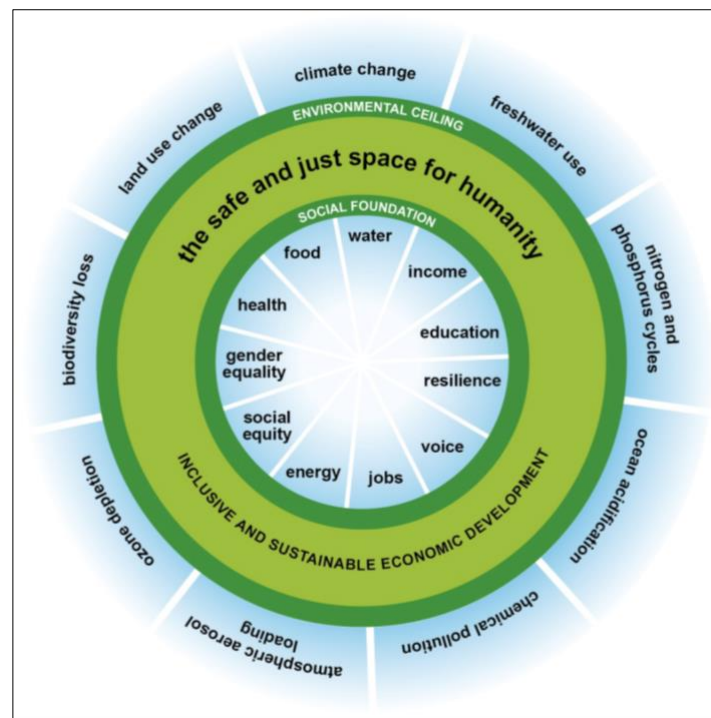 climate change
freshwater use
nitrogen and
phosphorus cycles
ocean acidification
chemical pollution
atmospheric aerosol
loading
ozone depletion
biodiversity loss
land use change
ENVIRONMENTAL CEILING
the safe and just space for humanity
SOCIAL FOUNDATION
water
income
education
resilience
voice
jobs
energy
social
equity
gender
equality
health
food
INCLUSIVE AND SUSTAINABLE ECONOMIC DEVELOPMENT